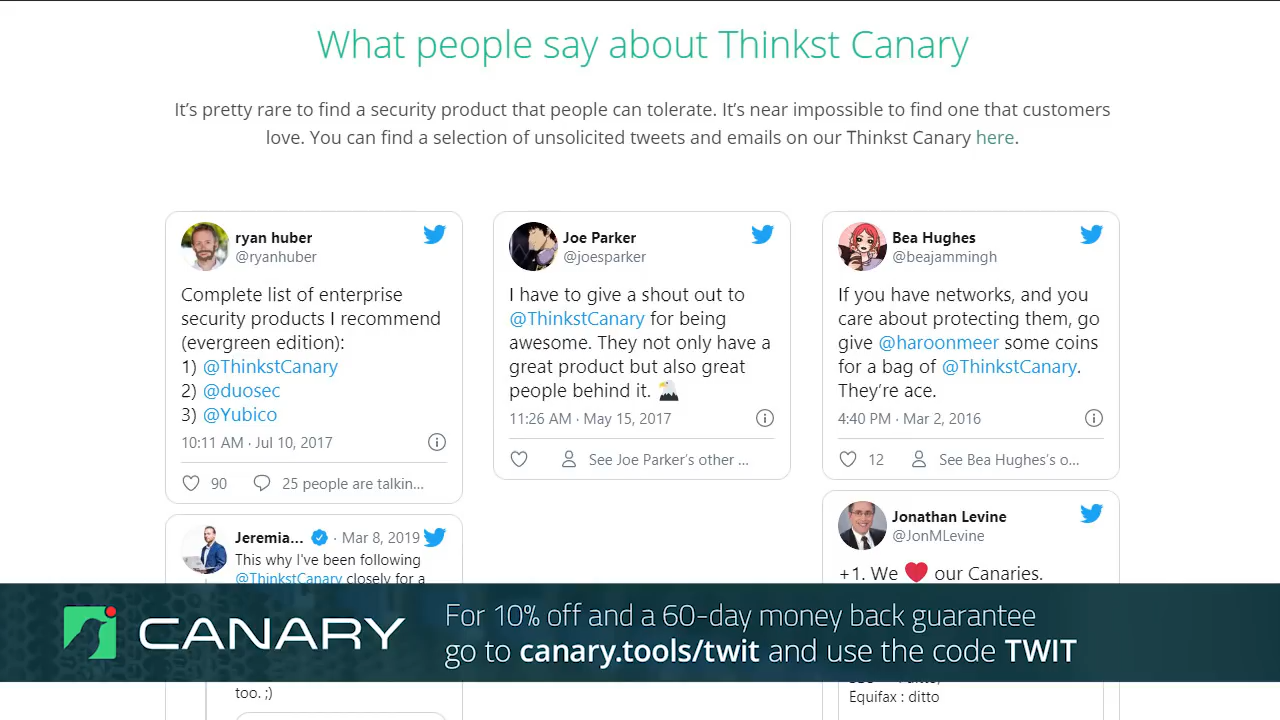 What people say about Thinkst Canary
It’s pretty rare to find a security product that people can tolerate. It’s near impossible to find one that customers
love. You can find a selection of unsolicited tweets and emails on our Thinkst Canary here.
ryan huber
@ryanhuber
Complete list of enterprise
security products I recommend
(evergreen edition):
1) @ThinkstCanary
2) @duosec
3) @Yubico
10:11 AM · Jul 10, 2017
90 25 people are talkin...
Jeremia... · Mar 8, 2019
This why I've been following
@ThinkstCanary closely for a
too. ;)
Joe Parker
@joesparker
I have to give a shout out to
@ThinkstCanary for being
awesome. They not only have a
great product but also great
people behind it.
11:26 AM · May 15, 2017
See Joe Parker’s other ...
Bea Hughes
@beajammingh
If you have networks, and you
care about protecting them, go
give @haroonmeer some coins
for a bag of @ThinkstCanary.
They’re ace.
4:40 PM · Mar 2, 2016
12 See Bea Hughes’s o...
Jonathan Levine
@JonMLevine
+1. We ❤ our Canaries.
Equifax : ditto
CANARY
For 10% off and a 60-day money back guarantee
go to canary.tools/twit and use the code TWIT